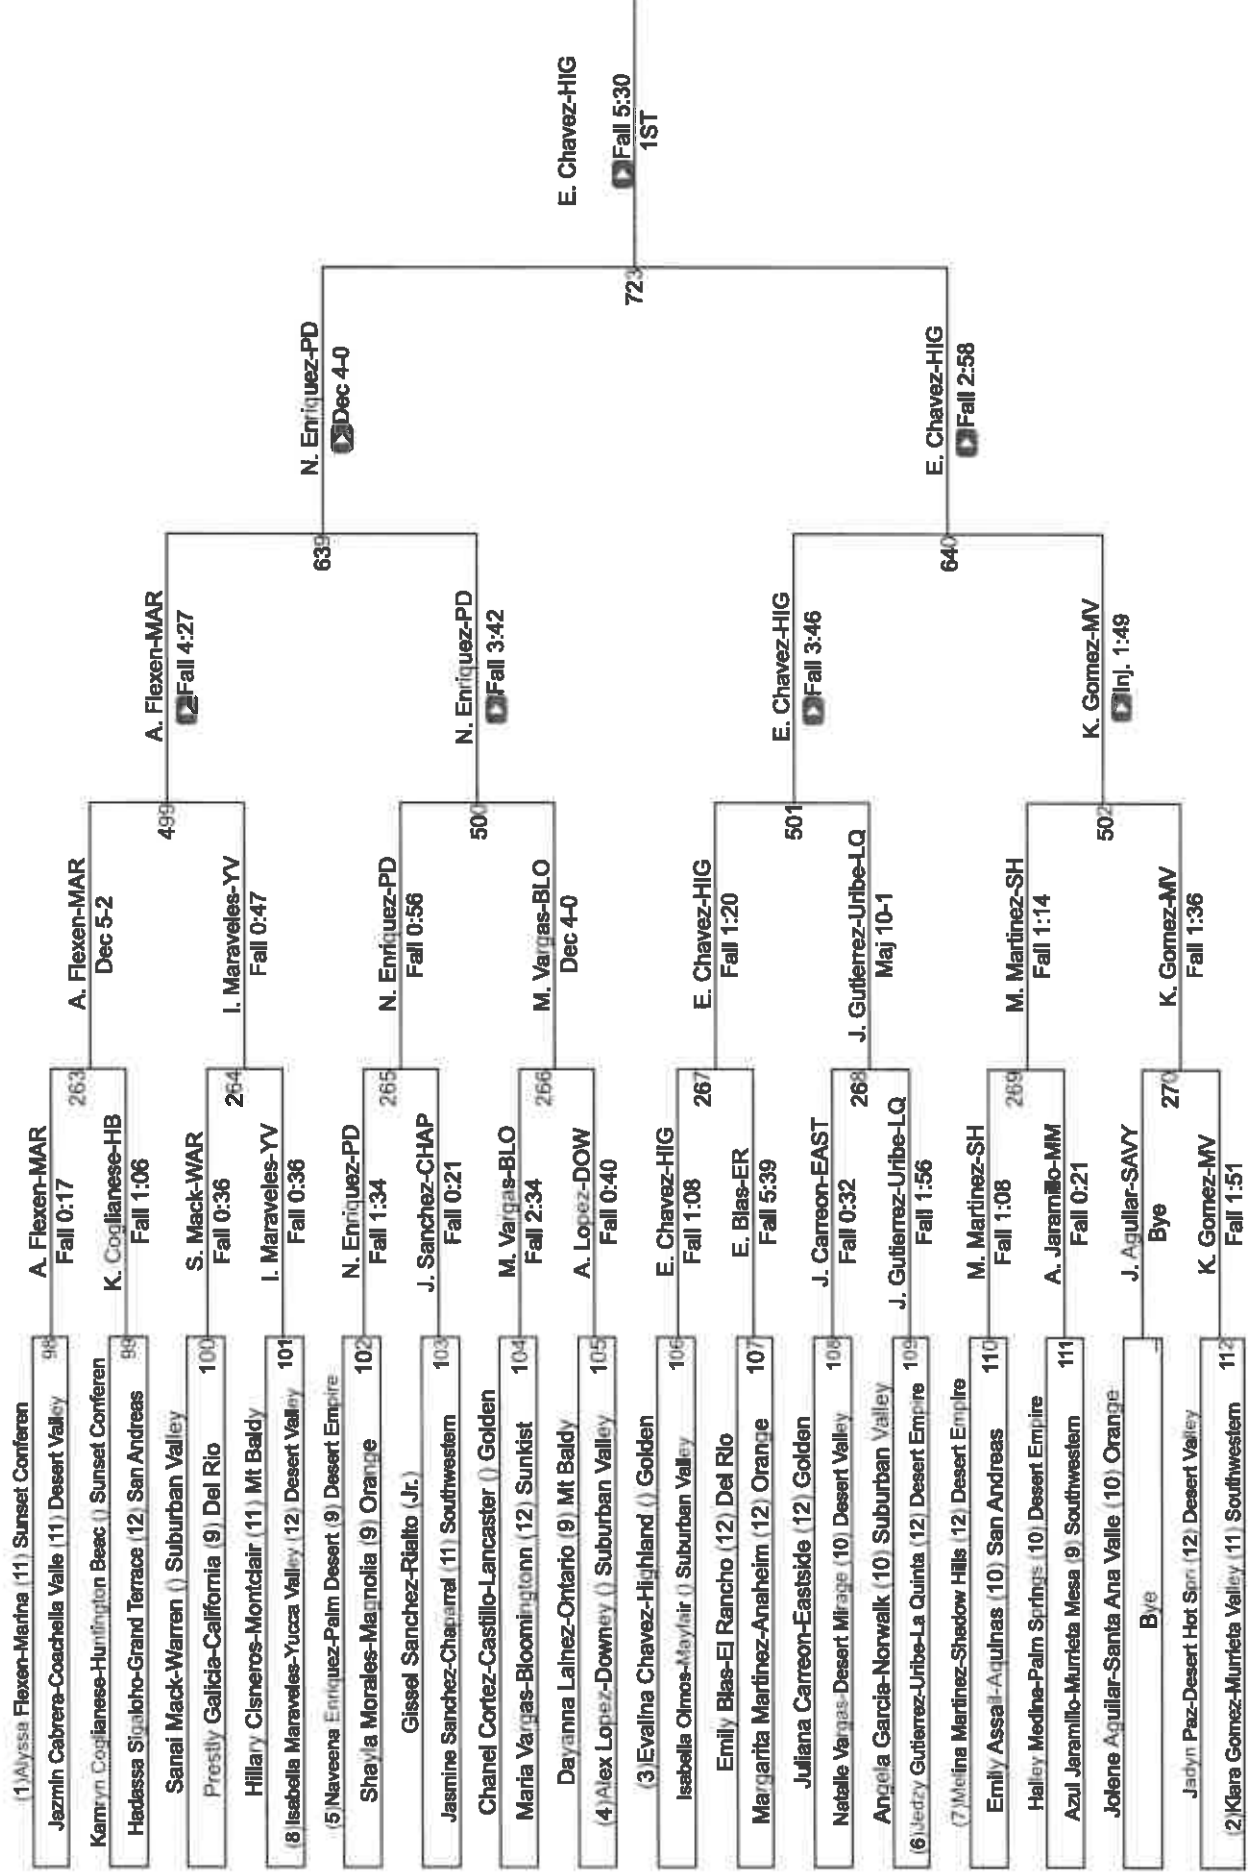 (1)Alyssa Flexen-Marina (11) Sunset Conferen
98
Jazmin Cabrera-Coachella Valle (11) Desert Valley
Kamryn Coglianese-Huntington Beac () Sunset Conferen
99
Hadassa Sigaloho-Grand Terrace (12) San Andreas
Sanai Mack-Warren () Suburban Valley
100
Prestly Galicia-California (9) Del Rio
Hillary Cisneros-Montclair (11) Mt Baldy
101
(8)Isabella Maraveles-Yucca Valley (12) Desert Valley
(5)Naveena Enriquez-Palm Desert (9) Desert Empire
102
Shayla Morales-Magnolia (9) Orange
Gissel Sanchez-Rialto (Jr.)
103
Jasmine Sanchez-Chaparral (11) Southwestern
Chanel Cortez-Castillo-Lancaster () Golden
104
Maria Vargas-Bloomingtonn (12) Sunkist
Dayanna Lainez-Ontario (9) Mt Baldy
105
(4)Alex Lopez-Downey () Suburban Valley
(3)Evalina Chavez-Highland () Golden
106
Isabella Olmos-Mayfair () Suburban Valley
Emily Blas-El Rancho (12) Del Rio
107
Margarita Martinez-Anaheim (12) Orange
Juliana Carreon-Eastside (12) Golden
108
Natalie Vargas-Desert Mirage (10) Desert Valley
Angela Garcia-Norwalk (10) Suburban Valley
109
(6)Jedzy Gutierrez-Uribe-La Quinta (12) Desert Empire
(7)Melina Martinez-Shadow Hills (12) Desert Empire
110
Emily Assail-Aquinas (10) San Andreas
Halley Medina-Palm Springs (10) Desert Empire
111
Azul Jaramillo-Murrieta Mesa (9) Southwestern
Jolene Aguilar-Santa Ana Valle (10) Orange
Bye
Jadyn Paz-Desert Hot Spri (12) Desert Valley
112
(2)Kiara Gomez-Murrieta Valley (11) Southwestern
A. Flexen-MAR
Fall 0:17
263
K. Coglianese-HB
Fall 1:06
S. Mack-WAR
Fall 0:36
264
I. Maraveles-YV
Fall 0:36
N. Enriquez-PD
Fall 1:34
265
J. Sanchez-CHAP
Fall 0:21
M. Vargas-BLO
Fall 2:34
266
A. Lopez-DOW
Fall 0:40
E. Chavez-HIG
Fall 1:08
267
E. Blas-ER
Fall 5:39
J. Carreon-EAST
Fall 0:32
268
J. Gutierrez-Uribe-LQ
Fall 1:56
M. Martinez-SH
Fall 1:08
269
A. Jaramillo-MM
Fall 0:21
J. Aguilar-SAVY
Bye
270
K. Gomez-MV
Fall 1:51
A. Flexen-MAR
Dec 5-2
499
I. Maraveles-YV
Fall 0:47
N. Enriquez-PD
Fall 0:56
500
M. Vargas-BLO
Dec 4-0
E. Chavez-HIG
Fall 1:20
501
J. Gutierrez-Uribe-LQ
Maj 10-1
M. Martinez-SH
Fall 1:14
502
K. Gomez-MV
Fall 1:36
A. Flexen-MAR
Fall 4:27
639
N. Enriquez-PD
Fall 3:42
E. Chavez-HIG
Fall 3:46
640
K. Gomez-MV
Inj. 1:49
N. Enriquez-PD
Dec 4-0
723
E. Chavez-HIG
Fall 2:58
E. Chavez-HIG
Fall 5:30
1ST